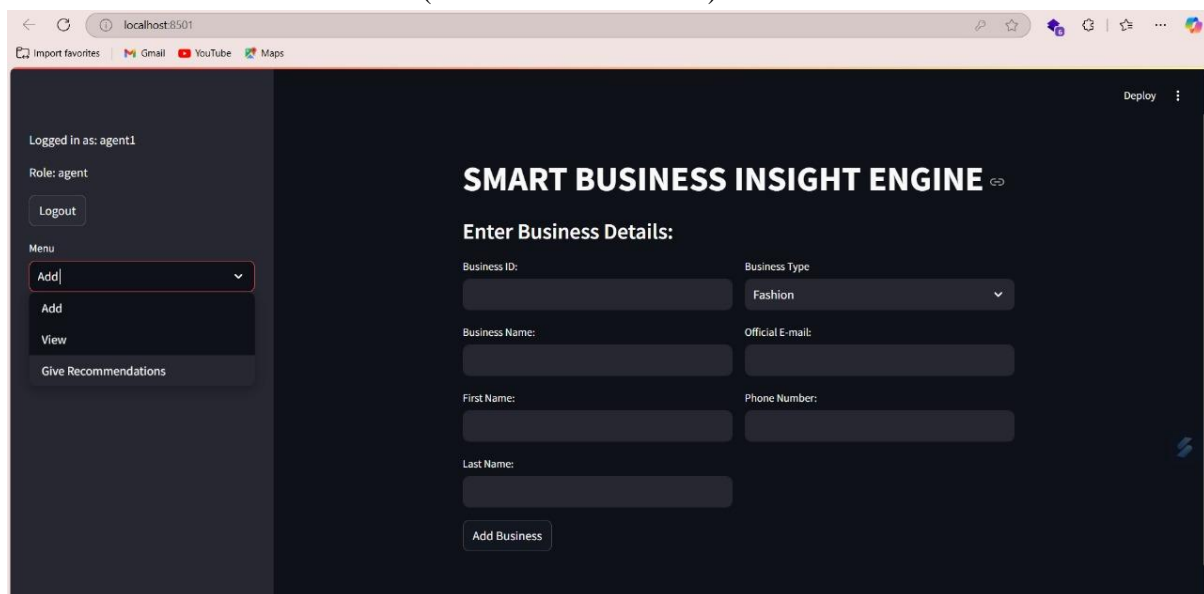 localhost:8501
6
Import favorites
Gmail
YouTube
Maps
Deploy
Logged in as: agent1
Role: agent
Logout
Menu
Add
Add
View
Give Recommendations
SMART BUSINESS INSIGHT ENGINE
Enter Business Details:
Business ID:
Business Type
Fashion
Business Name:
Official E-mail:
First Name:
Phone Number:
Last Name:
Add Business